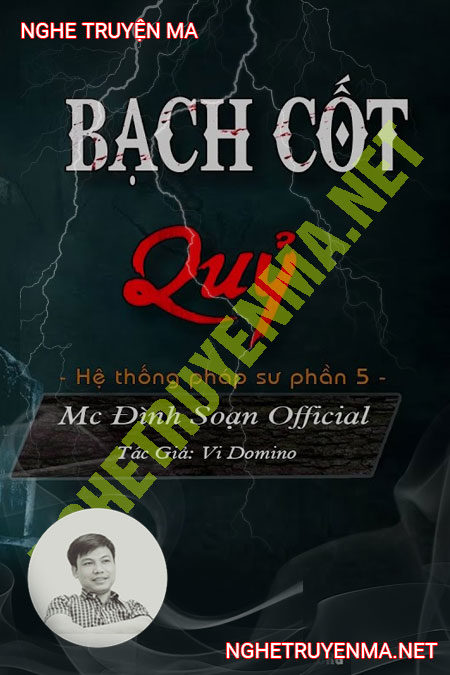 NGHE TRUYỆN MA
BẠCH CỐT
Quỷ
- Hệ thống pháp sư phần 5 -
Mc Đình Soạn Official
Tác Giả: Vi Domino
NGHETRUYENMA.NET
NGHETRUYENMA.NET